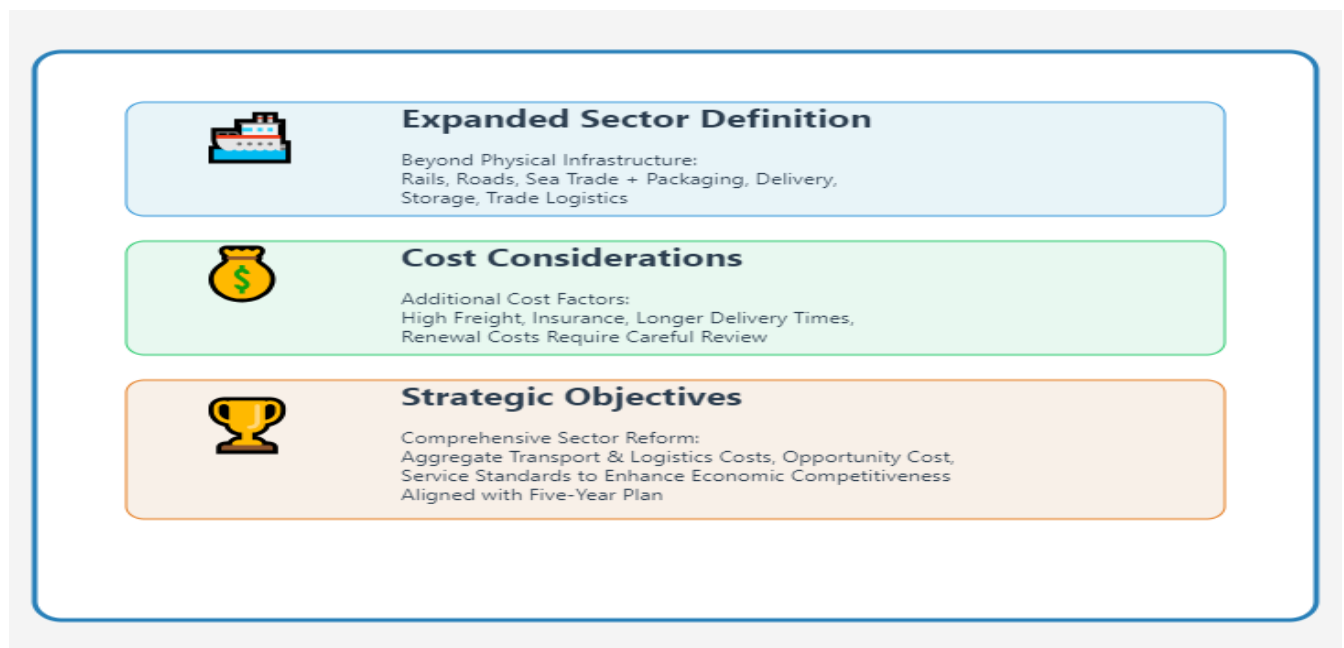 Expanded Sector Definition
Beyond Physical Infrastructure:
Rails, Roads, Sea Trade + Packaging, Delivery,
Storage, Trade Logistics
$
Cost Considerations
Additional Cost Factors:
High Freight, Insurance, Longer Delivery Times,
Renewal Costs Require Careful Review
Strategic Objectives
Comprehensive Sector Reform:
Aggregate Transport & Logistics Costs, Opportunity Cost,
Service Standards to Enhance Economic Competitiveness
Aligned with Five-Year Plan